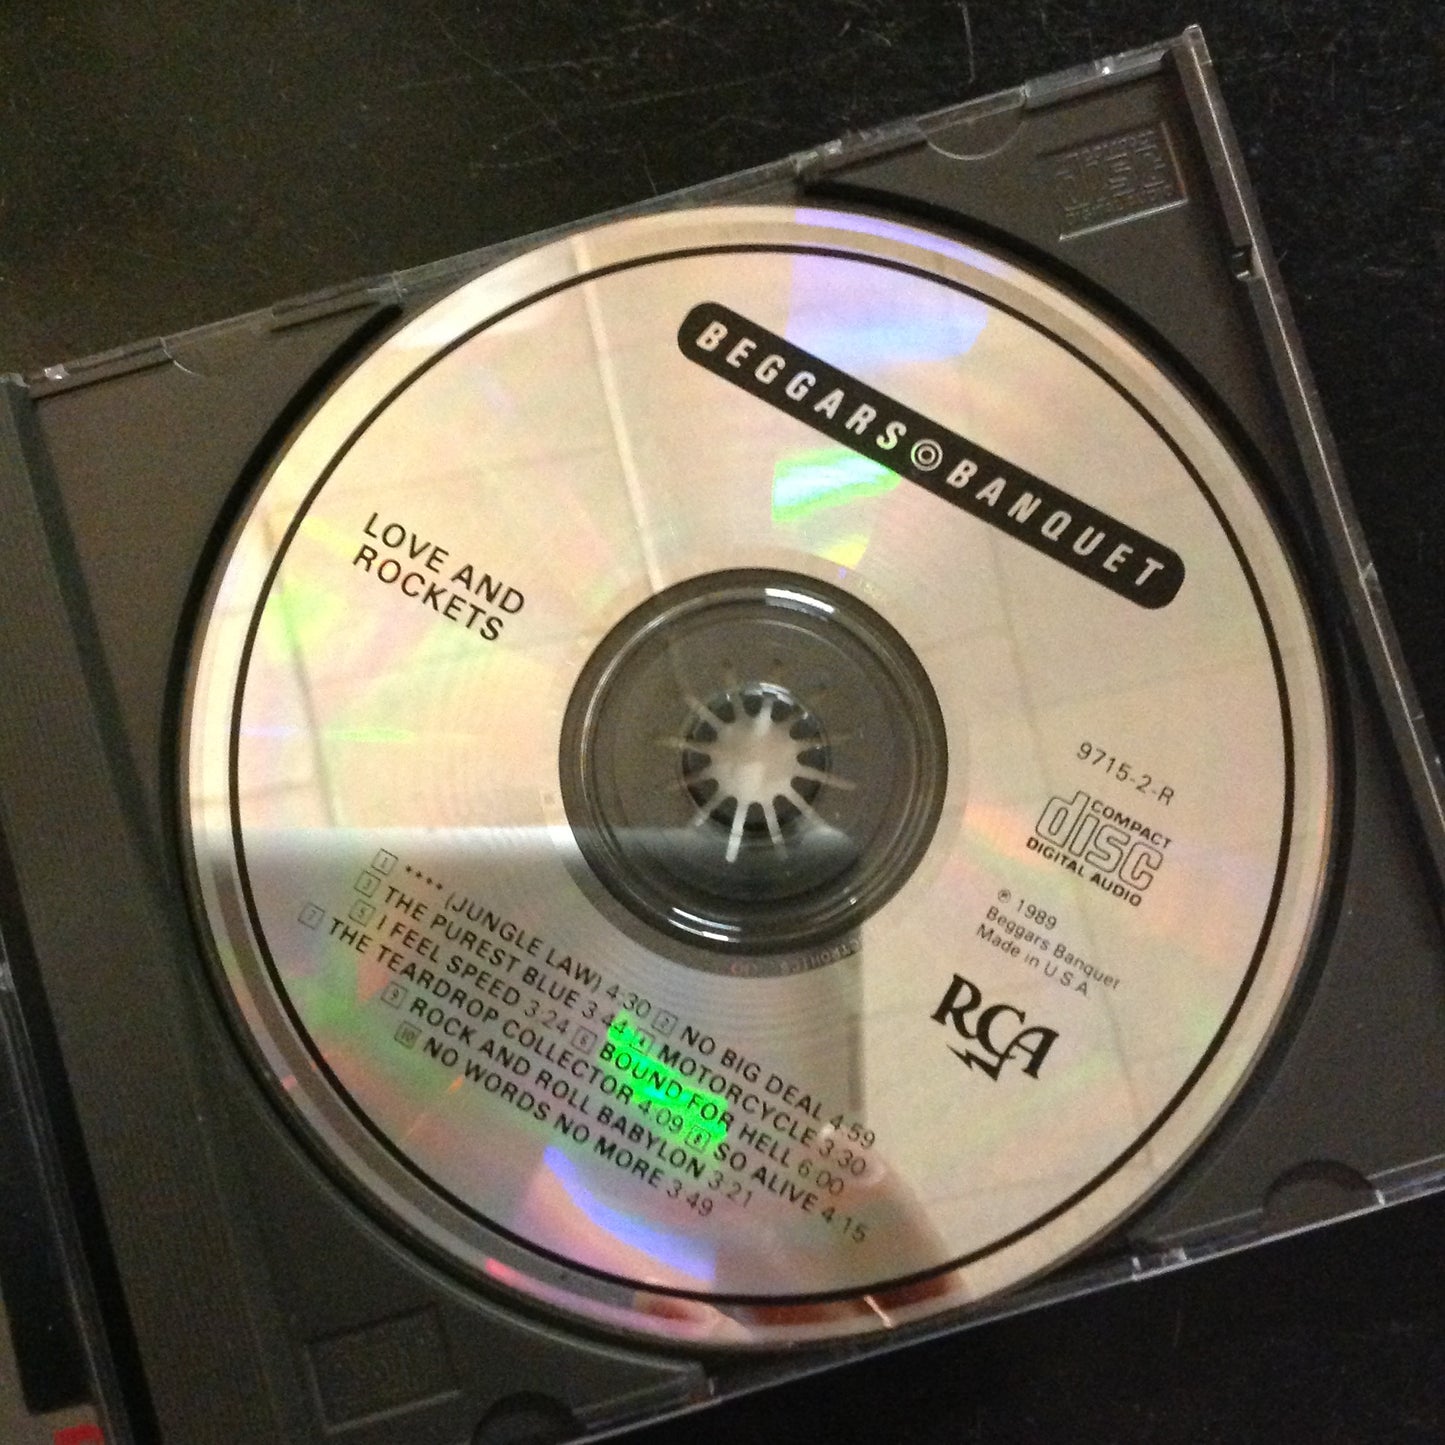 BEGGARS BANQUET
LOVE AND
ROCKETS
9715-2-R
COMPACT
disc
DIGITAL AUDIO
℗ 1989
Beggars Banquet
Made in U.S.A
RCA
1 **** (JUNGLE LAW) 4:30 2 NO BIG DEAL 4:59
3 THE PUREST BLUE 3:44 4 MOTORCYCLE 3:30
5 I FEEL SPEED 3:24 6 BOUND FOR HELL 6:00
7 THE TEARDROP COLLECTOR 4:09 8 SO ALIVE 4:15
9 ROCK AND ROLL BABYLON 3:21
10 NO WORDS NO MORE 3:49